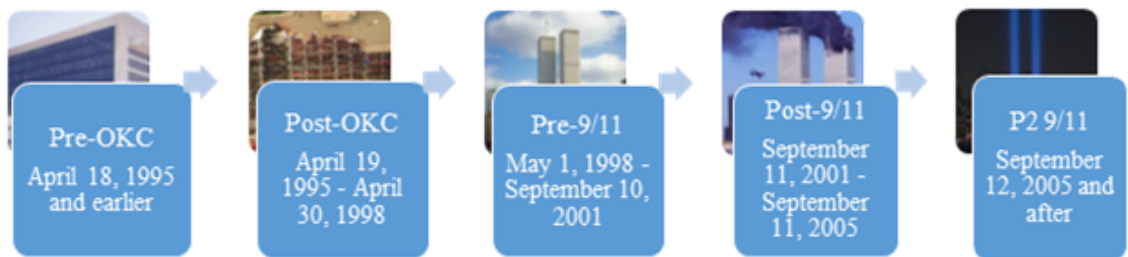 Pre-OKC
April 18, 1995
and earlier
Post-OKC
April 19,
1995 - April
30, 1998
Pre-9/11
May 1, 1998 -
September 10,
2001
Post-9/11
September
11, 2001 -
September
11, 2005
P2 9/11
September
12, 2005 and
after